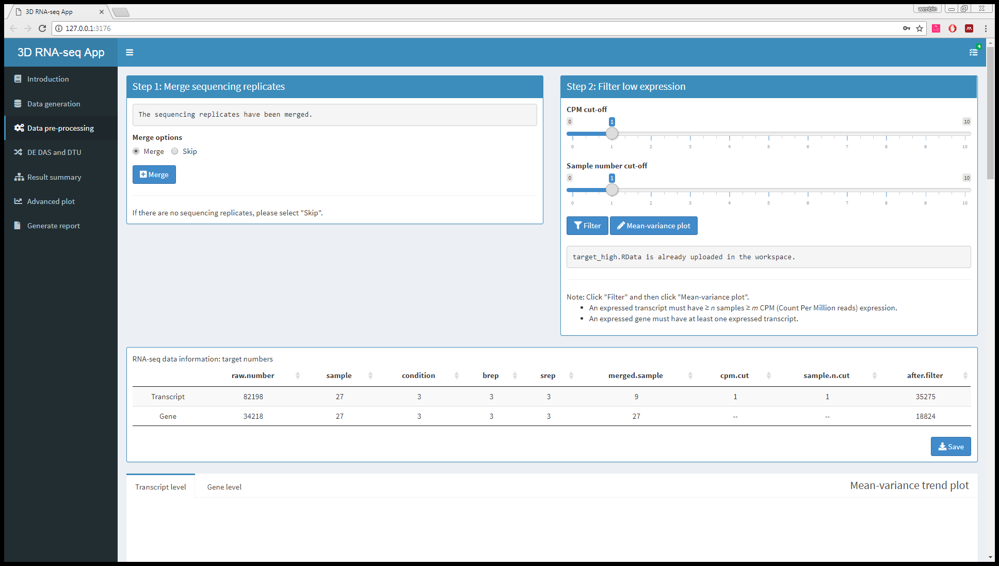 3D RNA-seq App
wenbin
127.0.0.1:3176
3D RNA-seq App
4
Introduction
Data generation
Data pre-processing
DE DAS and DTU
Result summary
Advanced plot
Generate report
Step 1: Merge sequencing replicates
The sequencing replicates have been merged.
Merge options
Merge Skip
Merge
If there are no sequencing replicates, please select "Skip".
Step 2: Filter low expression
CPM cut-off
0 1 10
0 1 2 3 4 5 6 7 8 9 10
Sample number cut-off
0 1 10
0 1 2 3 4 5 6 7 8 9 10
Filter Mean-variance plot
target_high.RData is already uploaded in the workspace.
Note: Click "Filter" and then click "Mean-variance plot".
• An expressed transcript must have ≥ n samples ≥ m CPM (Count Per Million reads) expression.
• An expressed gene must have at least one expressed transcript.
RNA-seq data information: target numbers
raw.number sample condition brep srep merged.sample cpm.cut sample.n.cut after.filter
Transcript 82198 27 3 3 3 9 1 1 35275
Gene 34218 27 3 3 3 27 -- -- 18824
Save
Transcript level Gene level Mean-variance trend plot